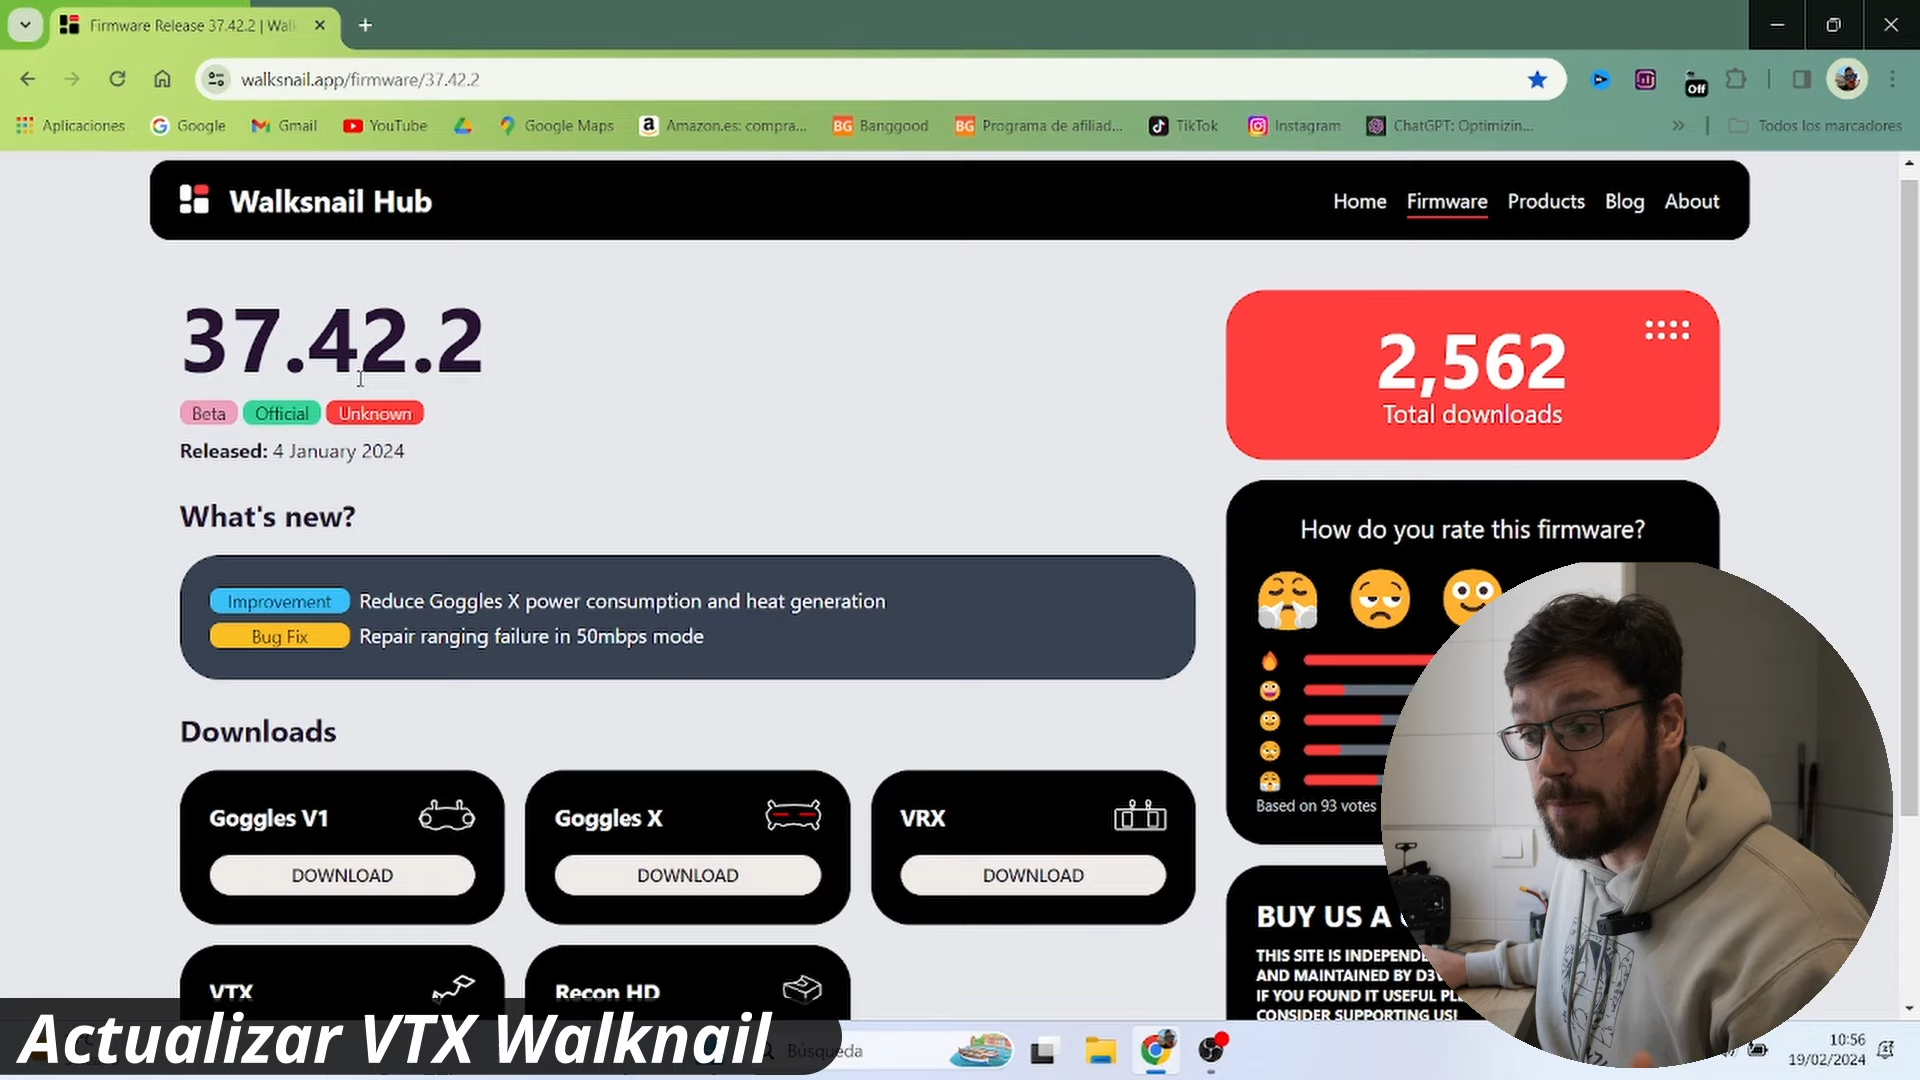 Firmware Release 37.42.2 | Wal
walksnail.app/firmware/37.42.2
Off
Aplicaciones
Google
Gmail
YouTube
Google Maps
Amazon.es: compra...
Banggood
Programa de afiliad...
TikTok
Instagram
ChatGPT: Optimizin...
Todos los marcadores
Walksnail Hub
Home
Firmware
Products
Blog
About
37.42.2
Beta
Official
Unknown
Released: 4 January 2024
2,562
Total downloads
What's new?
Improvement Reduce Goggles X power consumption and heat generation
Bug Fix Repair ranging failure in 50mbps mode
How do you rate this firmware?
Based on 93 votes
Downloads
Goggles V1
DOWNLOAD
Goggles X
DOWNLOAD
VRX
DOWNLOAD
VTX
Recon HD
BUY US A
THIS SITE IS INDEPENDE
AND MAINTAINED BY D3V
IF YOU FOUND IT USEFUL PL
CONSIDER SUPPORTING US!
Actualizar VTX Walknail
Búsqueda
10:56
19/02/2024